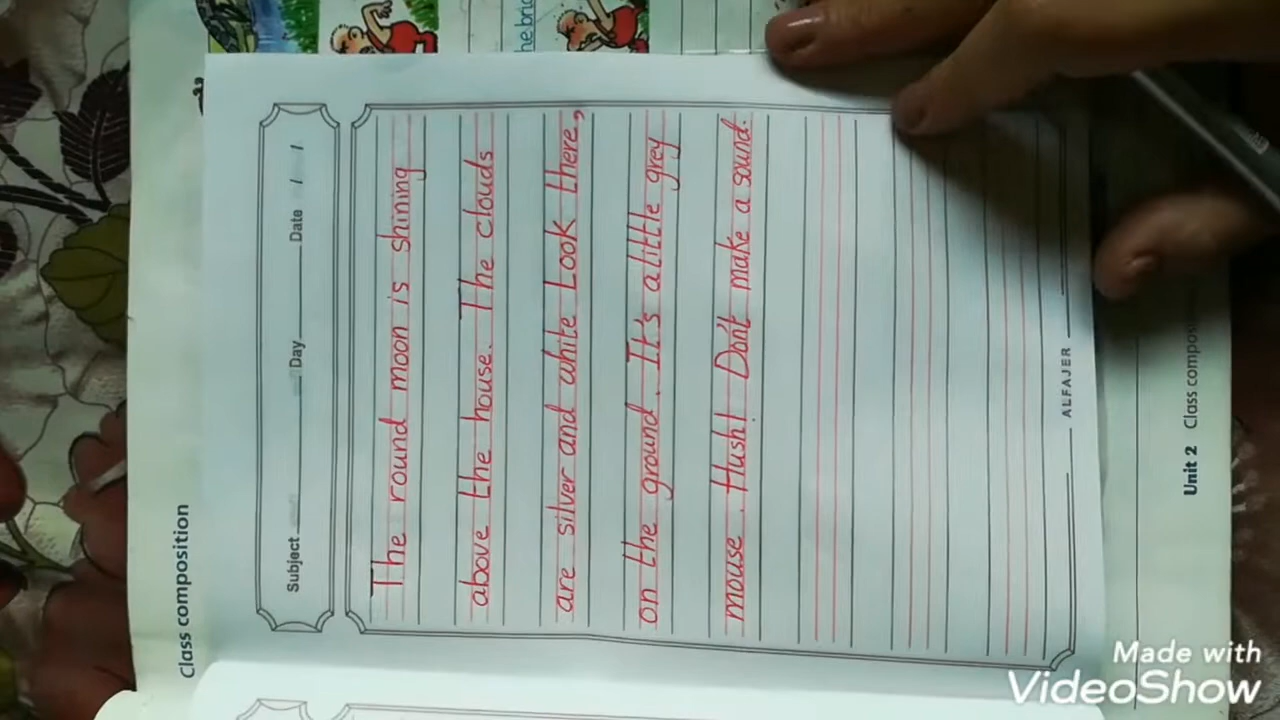 he bric
Class composition
Subject Day Date / /
The round moon is shining
above the house. The clouds
are silver and white Look there,
on the ground. It's a little grey
mouse. Hush! Don't make a sound.
ALFAJER
Unit 2 Class compos
Made with
VideoShow